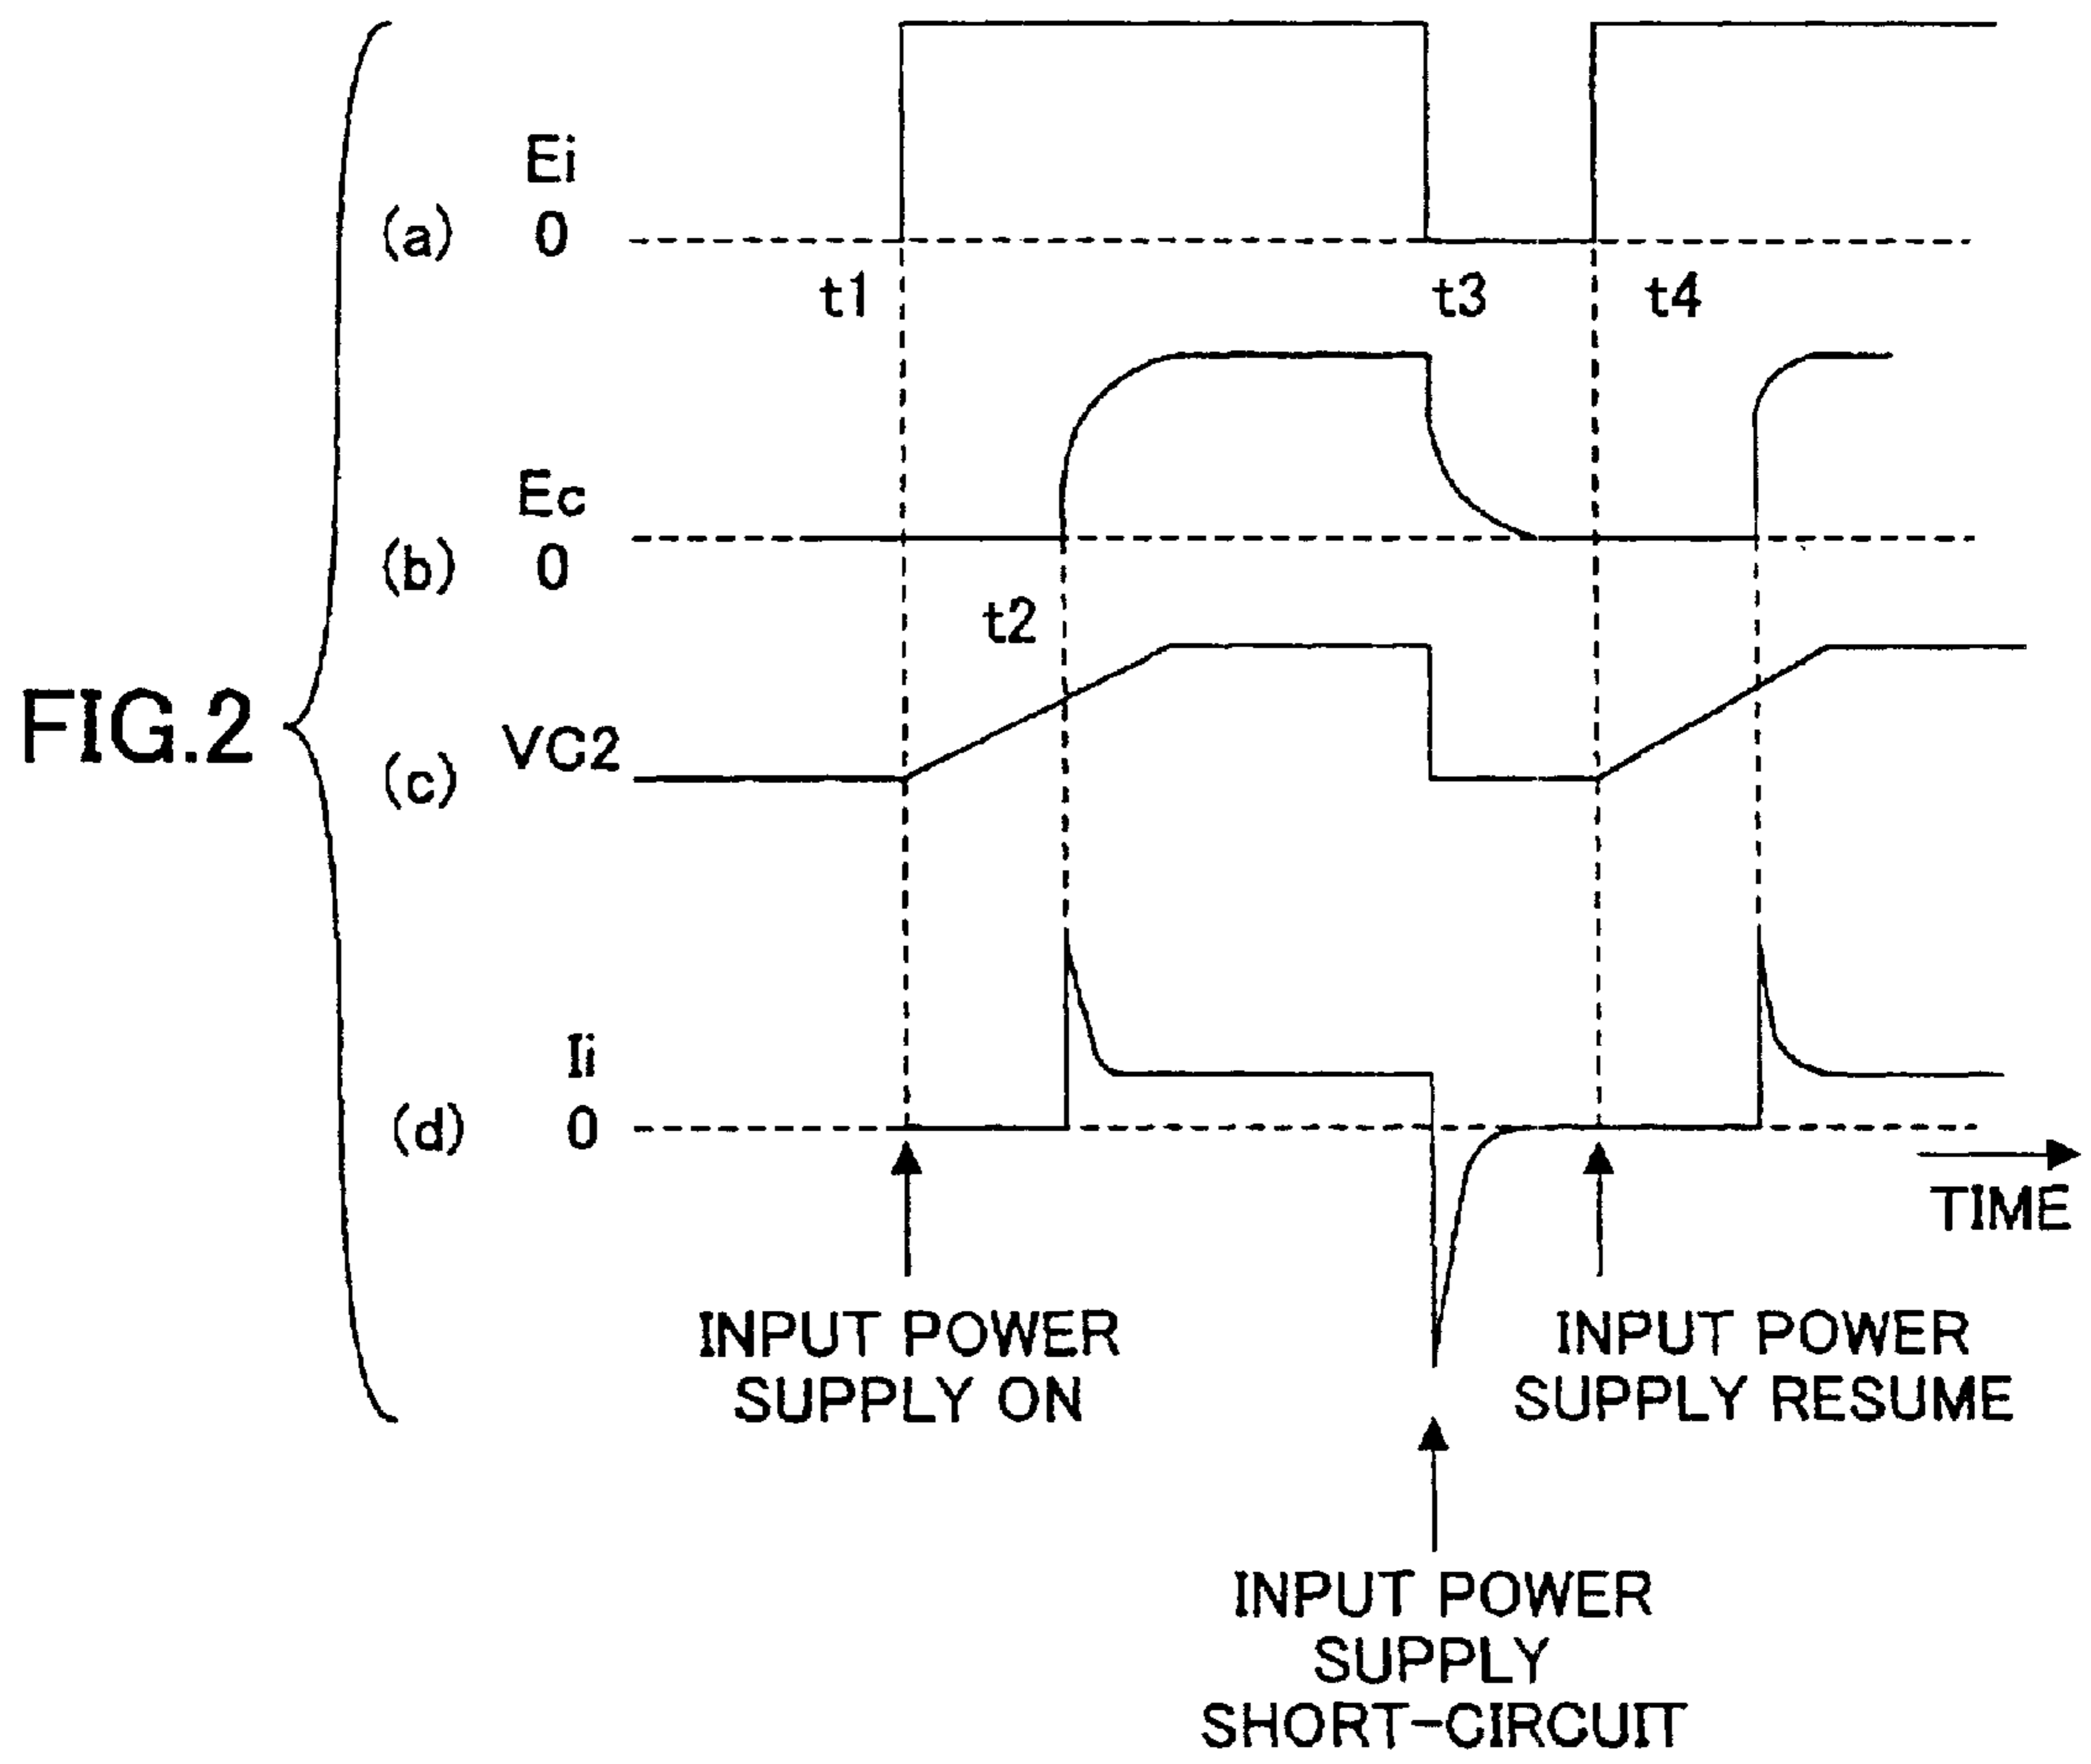 FIG.2
Ei
(a) 0
t1 t3 t4
Ec
(b) 0
t2
(c) VG2
Ii
(d) 0
TIME
INPUT POWER
SUPPLY ON
INPUT POWER
SUPPLY RESUME
INPUT POWER
SUPPLY
SHORT-CIRCUIT